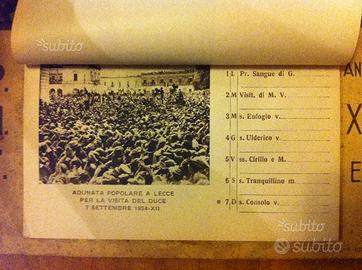 subito
AN
X
E
1 L Pr. Sangue di G.
2 M Visit. di M. V.
3 M s. Eulogio v.
4 G s. Ulderico v.
5 V ss. Cirillo e M.
6 S s. Tranquillino m.
7 D s. Consolo v.
ADUNATA POPOLARE A LECCE
PER LA VISITA DEL DUCE
7 SETTEMBRE 1934-XII
subito
subito